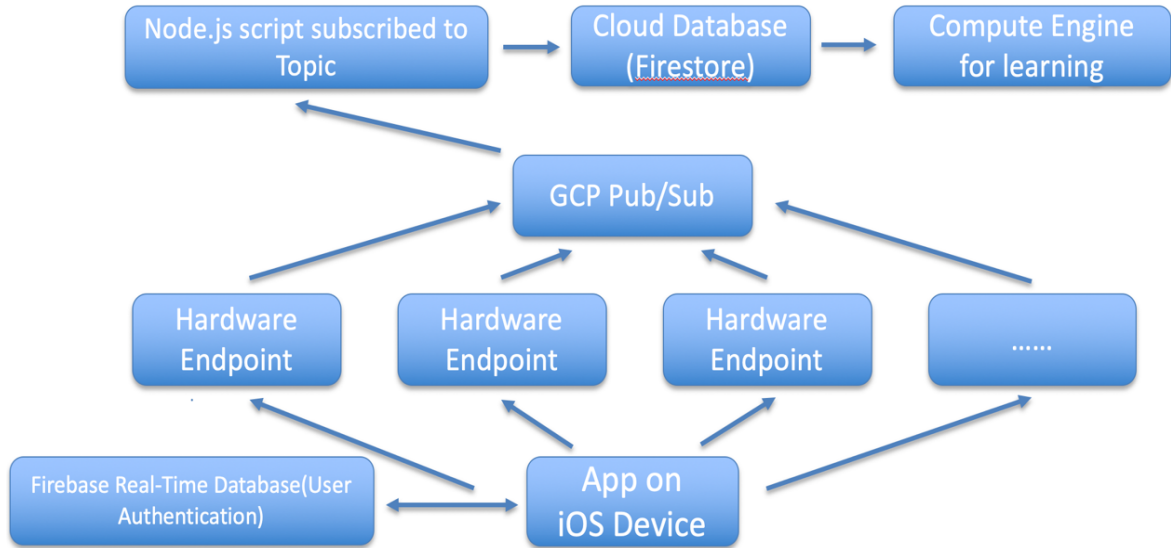 Node.js script subscribed to
Topic
Cloud Database
(Firestore)
Compute Engine
for learning
GCP Pub/Sub
Hardware
Endpoint
Hardware
Endpoint
Hardware
Endpoint
......
Firebase Real-Time Database(User
Authentication)
App on
iOS Device